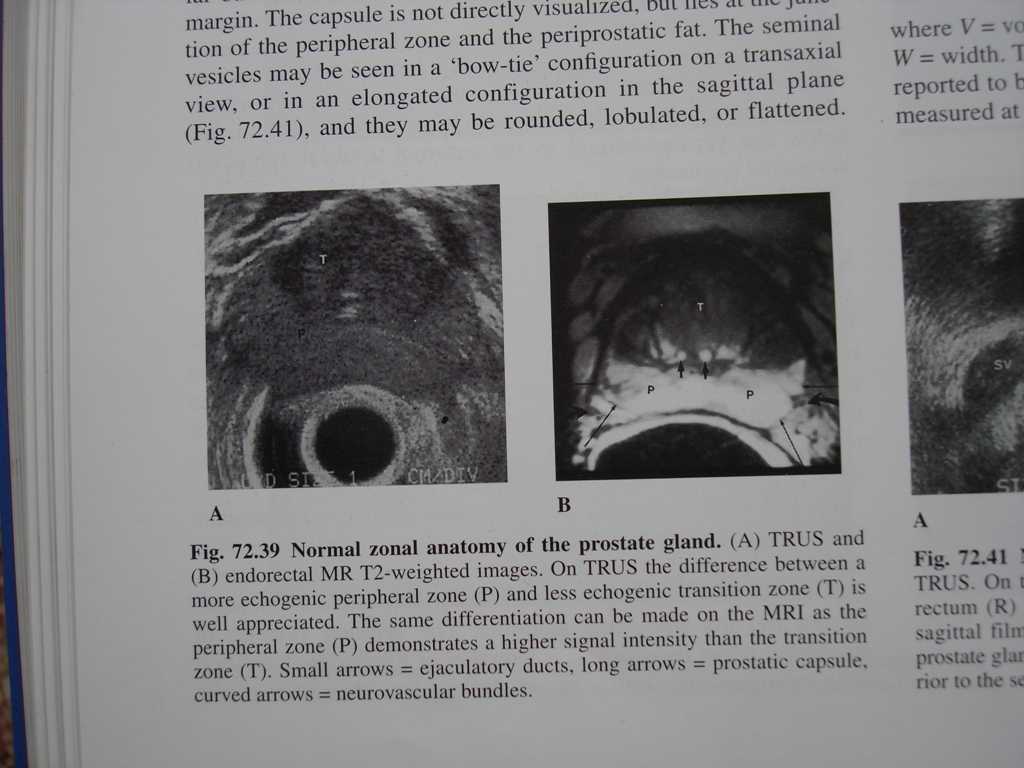 margin. The capsule is not directly visualized, but lies at the junc-
tion of the peripheral zone and the periprostatic fat. The seminal
vesicles may be seen in a ‘bow-tie’ configuration on a transaxial
view, or in an elongated configuration in the sagittal plane
(Fig. 72.41), and they may be rounded, lobulated, or flattened.
where V = vo
W = width. T
reported to b
measured at
T
P
SIZE 1 CM/DIV
A
T
P P
B
Fig. 72.39 Normal zonal anatomy of the prostate gland. (A) TRUS and
(B) endorectal MR T2-weighted images. On TRUS the difference between a
more echogenic peripheral zone (P) and less echogenic transition zone (T) is
well appreciated. The same differentiation can be made on the MRI as the
peripheral zone (P) demonstrates a higher signal intensity than the transition
zone (T). Small arrows = ejaculatory ducts, long arrows = prostatic capsule,
curved arrows = neurovascular bundles.
SV
A
Fig. 72.41
TRUS. On t
rectum (R)
sagittal film
prostate glan
rior to the se